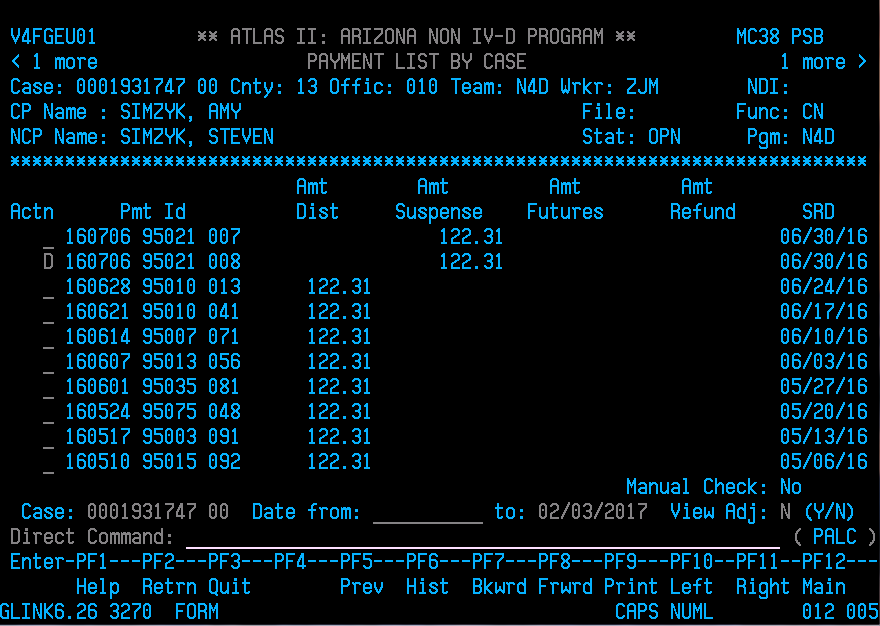 V4FGEU01 ** ATLAS II: ARIZONA NON IV-D PROGRAM ** MC38 PSB
< 1 more PAYMENT LIST BY CASE 1 more >
Case: 0001931747 00 Cnty: 13 Offic: 010 Team: N4D Wrkr: ZJM NDI:
CP Name : SIMZYK, AMY File: Func: CN
NCP Name: SIMZYK, STEVEN Stat: OPN Pgm: N4D
******************************************************************************
Amt Amt Amt Amt
Actn Pmt Id Dist Suspense Futures Refund SRD
_ 160706 95021 007 122.31 06/30/16
D 160706 95021 008 122.31 06/30/16
_ 160628 95010 013 122.31 06/24/16
_ 160621 95010 041 122.31 06/17/16
_ 160614 95007 071 122.31 06/10/16
_ 160607 95013 056 122.31 06/03/16
_ 160601 95035 081 122.31 05/27/16
_ 160524 95075 048 122.31 05/20/16
_ 160517 95003 091 122.31 05/13/16
_ 160510 95015 092 122.31 05/06/16
Manual Check: No
Case: 0001931747 00 Date from: __________ to: 02/03/2017 View Adj: N (Y/N)
Direct Command: ______________________________________________________ ( PALC )
Enter-PF1---PF2---PF3---PF4---PF5---PF6---PF7---PF8---PF9---PF10--PF11--PF12---
Help Retrn Quit Prev Hist Bkwrd Frwrd Print Left Right Main
GLINK6.26 3270 FORM CAPS NUML 012 005